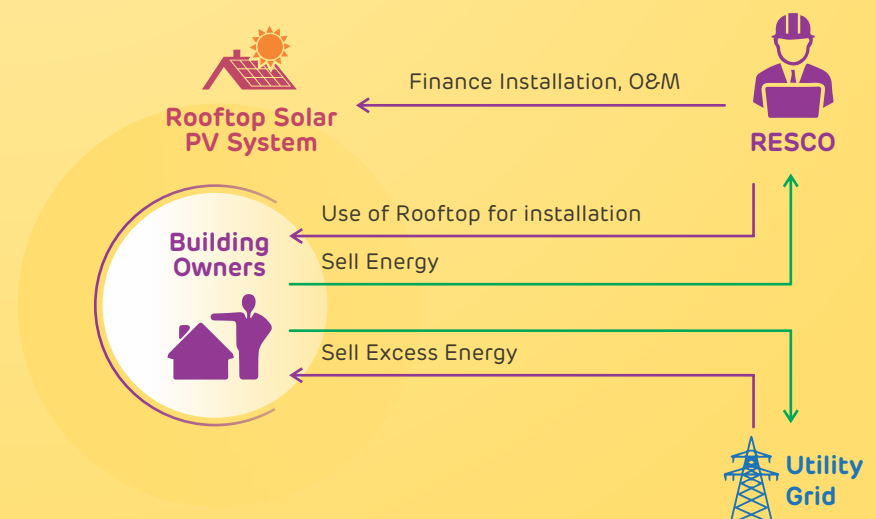 Finance Installation, O&M
Rooftop Solar
PV System
RESCO
Use of Rooftop for installation
Building
Owners
Sell Energy
Sell Excess Energy
Utility
Grid